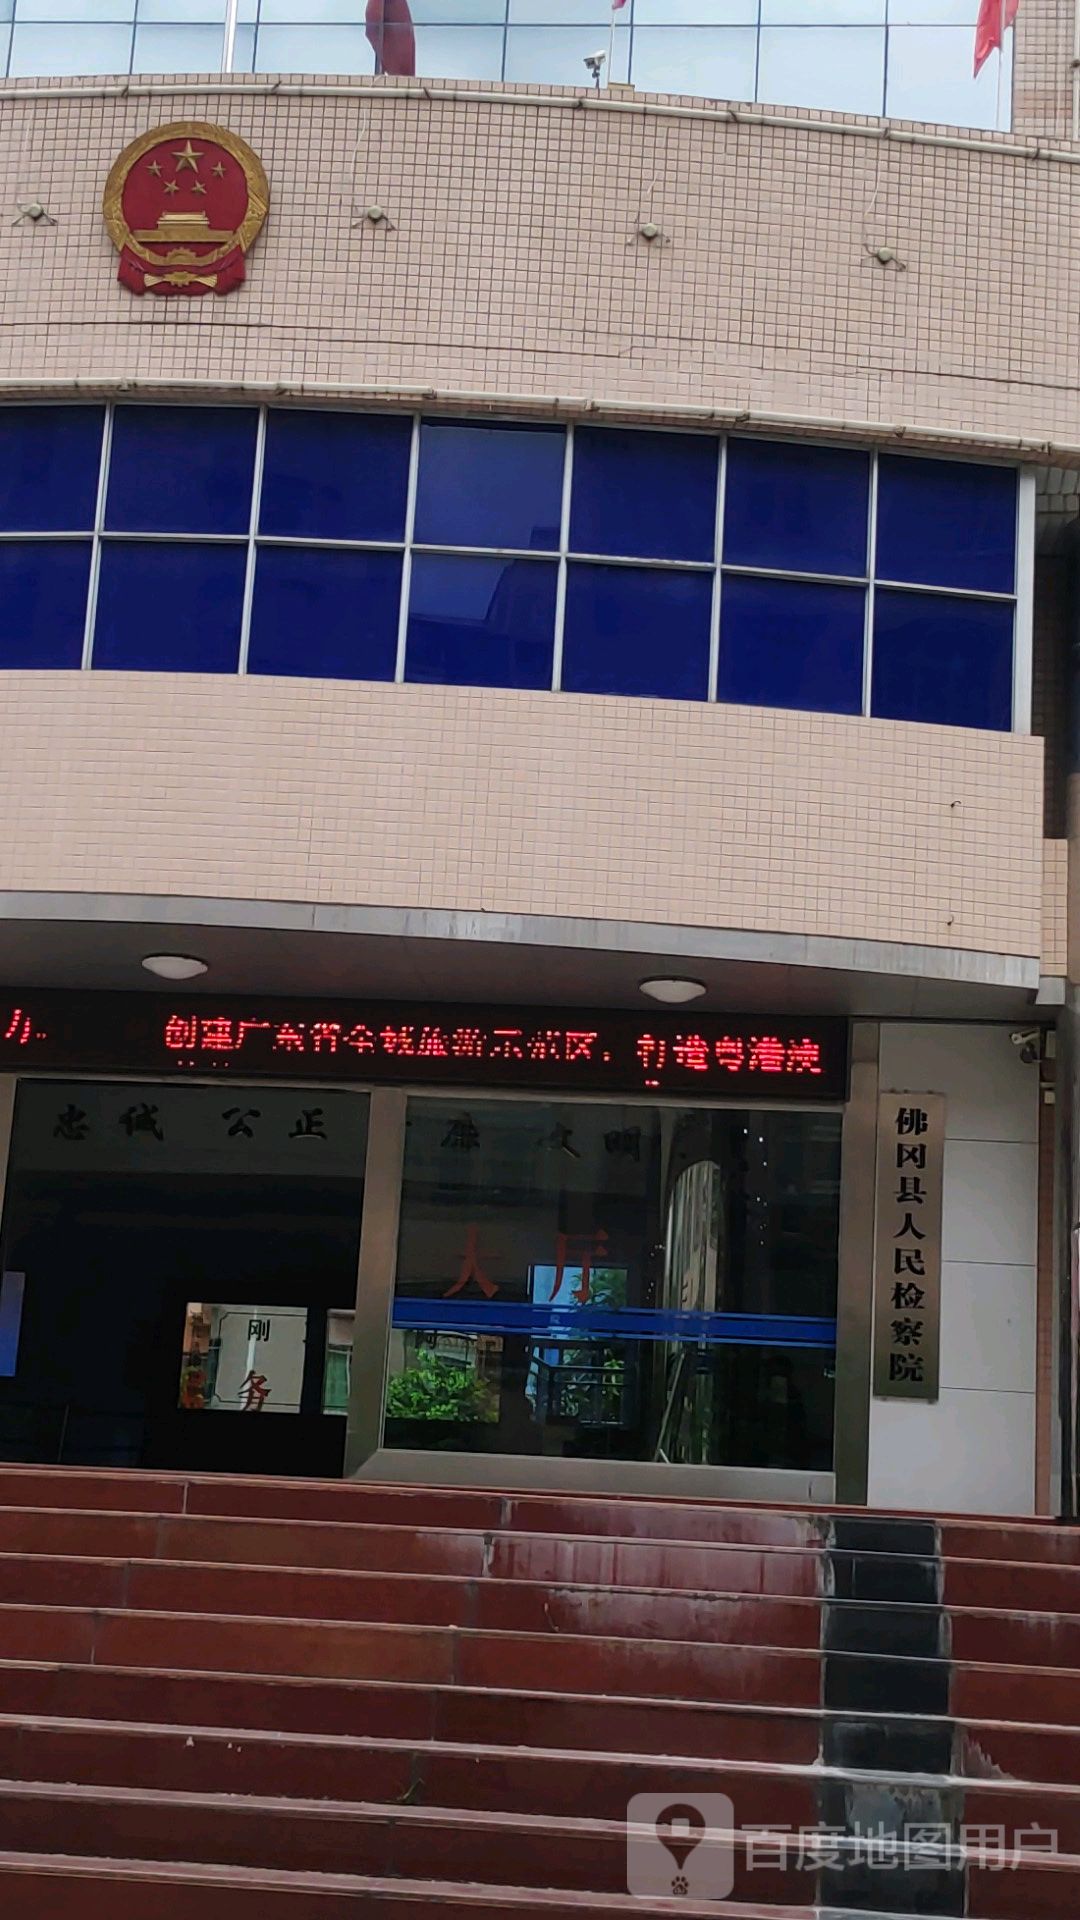 创建广东省全域旅游示范区，打造粤港澳
忠诚 公正 廉 文明
佛冈县人民检察院
大厅
刚
务
百度地图用户